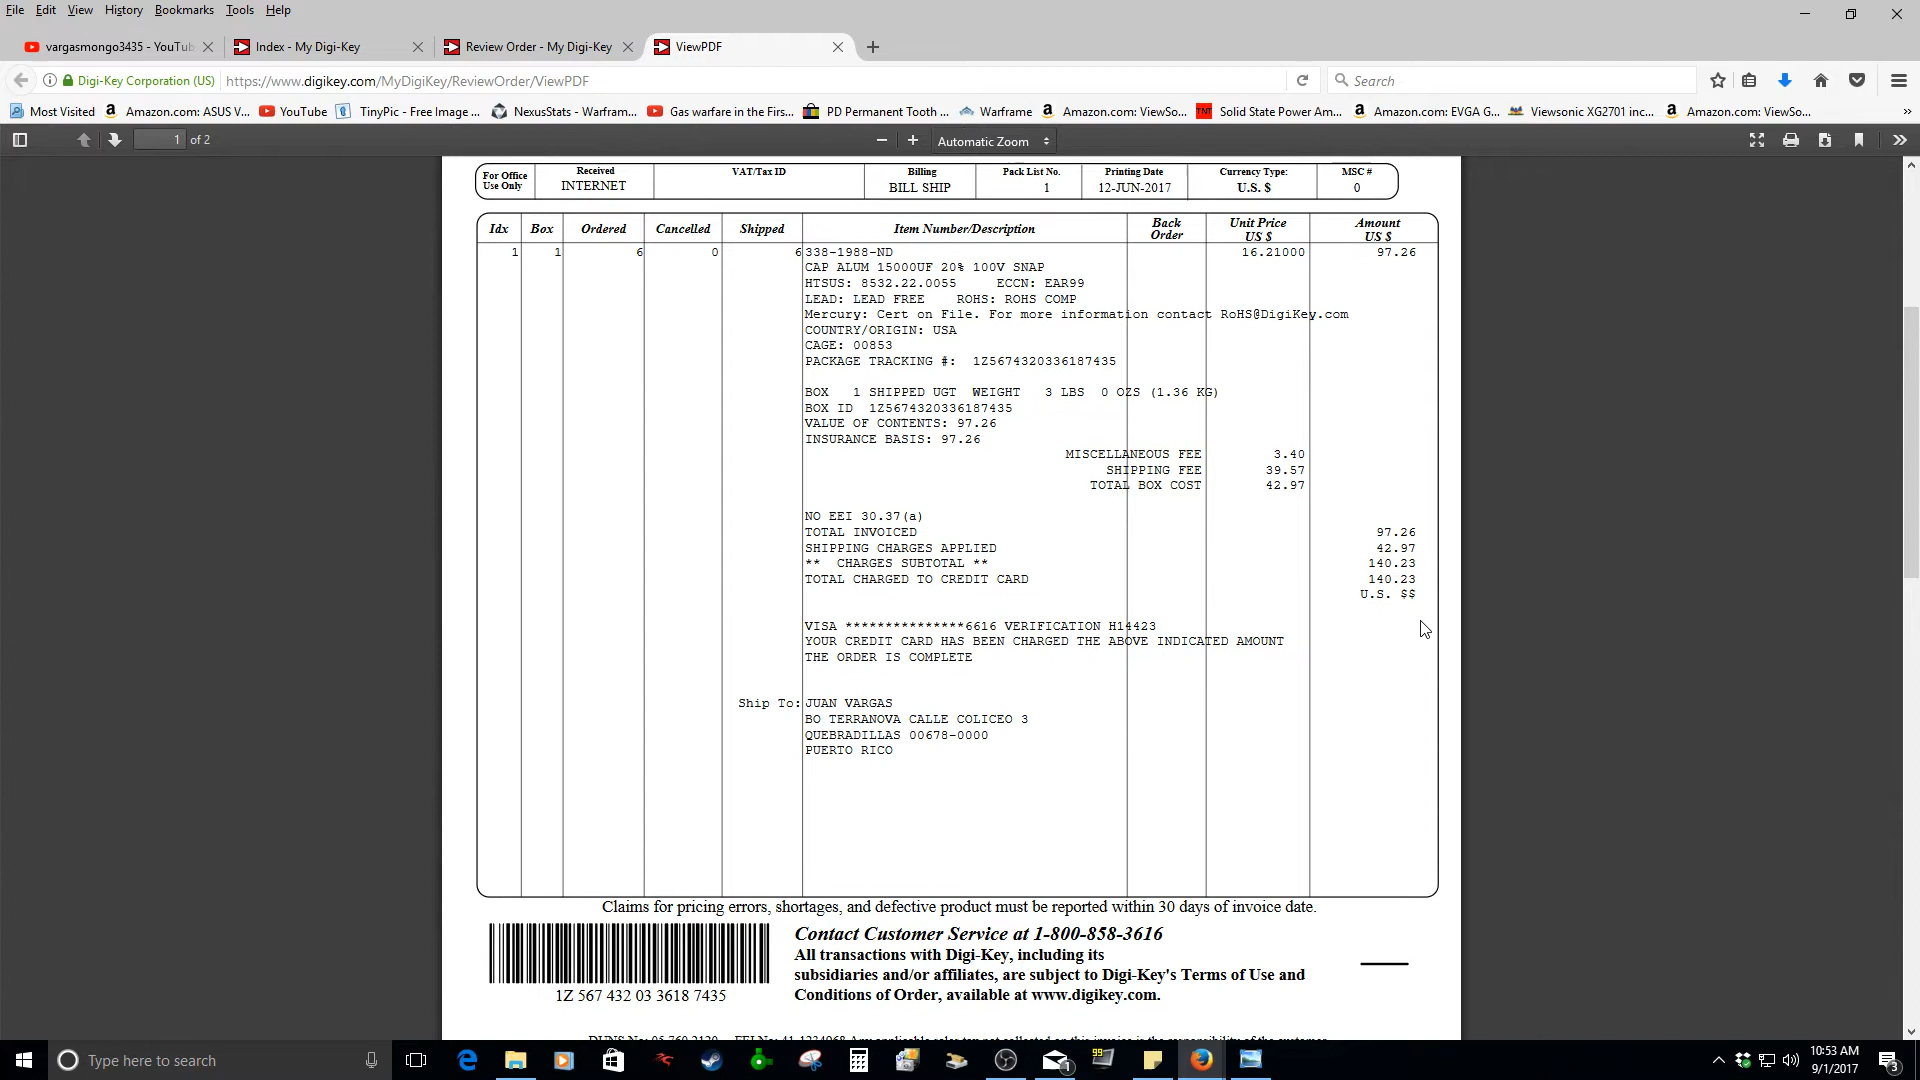 File Edit View History Bookmarks Tools Help
vargasmongo3435 - YouTub
Index - My Digi-Key
Review Order - My Digi-Key
ViewPDF
Digi-Key Corporation (US) https://www.digikey.com/MyDigiKey/ReviewOrder/ViewPDF
Search
Most Visited Amazon.com: ASUS V... YouTube TinyPic - Free Image ... NexusStats - Warfram... Gas warfare in the Firs... PD Permanent Tooth ... Warframe Amazon.com: ViewSo... Solid State Power Am... Amazon.com: EVGA G... Viewsonic XG2701 inc... Amazon.com: ViewSo...
1 of 2 Automatic Zoom
For Office Use Only
Received INTERNET
VAT/Tax ID
Billing BILL SHIP
Pack List No. 1
Printing Date 12-JUN-2017
Currency Type: U.S. $
MSC # 0
Idx Box Ordered Cancelled Shipped Item Number/Description Back Order Unit Price US $ Amount US $
1 1 6 0 6 338-1988-ND 16.21000 97.26
CAP ALUM 15000UF 20% 100V SNAP
HTSUS: 8532.22.0055 ECCN: EAR99
LEAD: LEAD FREE ROHS: ROHS COMP
Mercury: Cert on File. For more information contact RoHS@DigiKey.com
COUNTRY/ORIGIN: USA
CAGE: 00853
PACKAGE TRACKING #: 1Z5674320336187435
BOX 1 SHIPPED UGT WEIGHT 3 LBS 0 OZS (1.36 KG)
BOX ID 1Z5674320336187435
VALUE OF CONTENTS: 97.26
INSURANCE BASIS: 97.26
MISCELLANEOUS FEE 3.40
SHIPPING FEE 39.57
TOTAL BOX COST 42.97
NO EEI 30.37(a)
TOTAL INVOICED 97.26
SHIPPING CHARGES APPLIED 42.97
** CHARGES SUBTOTAL ** 140.23
TOTAL CHARGED TO CREDIT CARD 140.23
U.S. $$
VISA ***************6616 VERIFICATION H14423
YOUR CREDIT CARD HAS BEEN CHARGED THE ABOVE INDICATED AMOUNT
THE ORDER IS COMPLETE
Ship To: JUAN VARGAS
BO TERRANOVA CALLE COLICEO 3
QUEBRADILLAS 00678-0000
PUERTO RICO
Claims for pricing errors, shortages, and defective product must be reported within 30 days of invoice date.
Contact Customer Service at 1-800-858-3616
All transactions with Digi-Key, including its
subsidiaries and/or affiliates, are subject to Digi-Key's Terms of Use and
Conditions of Order, available at www.digikey.com.
1Z 567 432 03 3618 7435
Type here to search
99
1
10:53 AM
9/1/2017
3